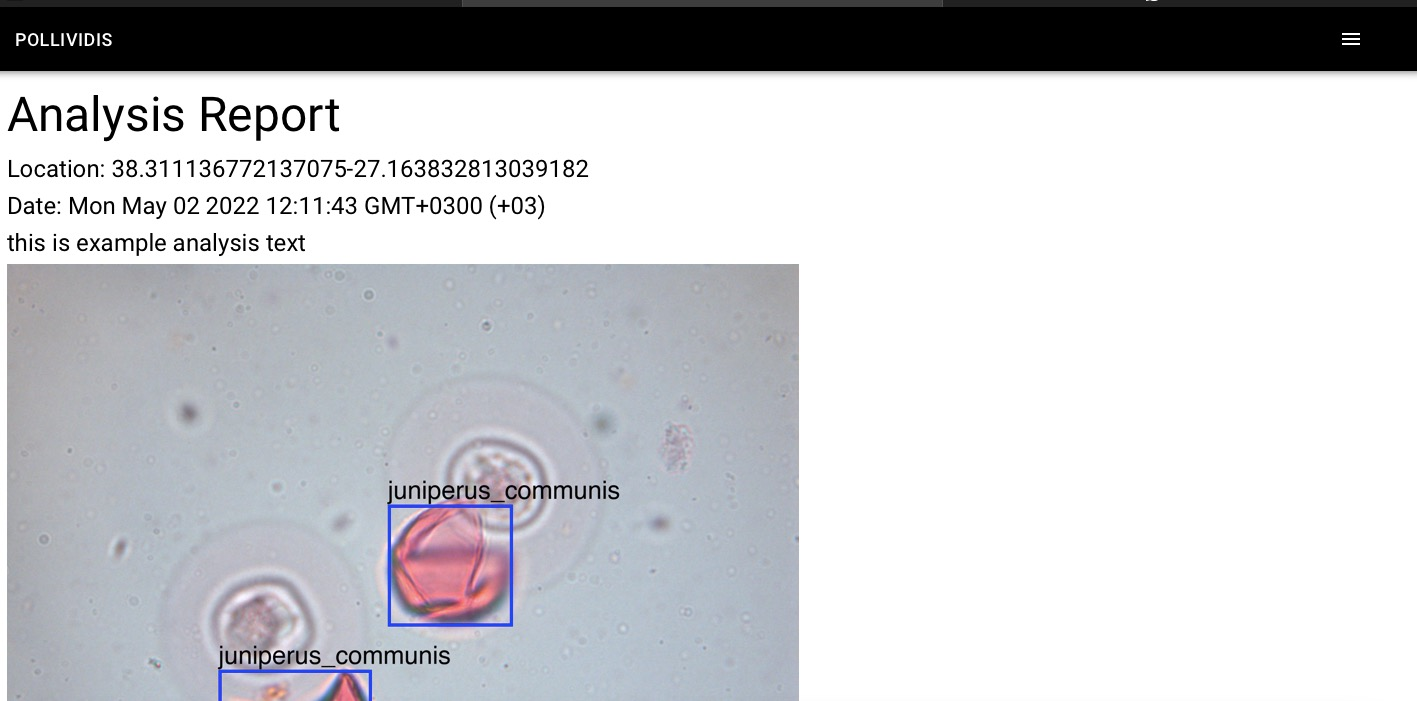 POLLIVIDIS
Analysis Report
Location: 38.311136772137075-27.163832813039182
Date: Mon May 02 2022 12:11:43 GMT+0300 (+03)
this is example analysis text
juniperus_communis
juniperus_communis